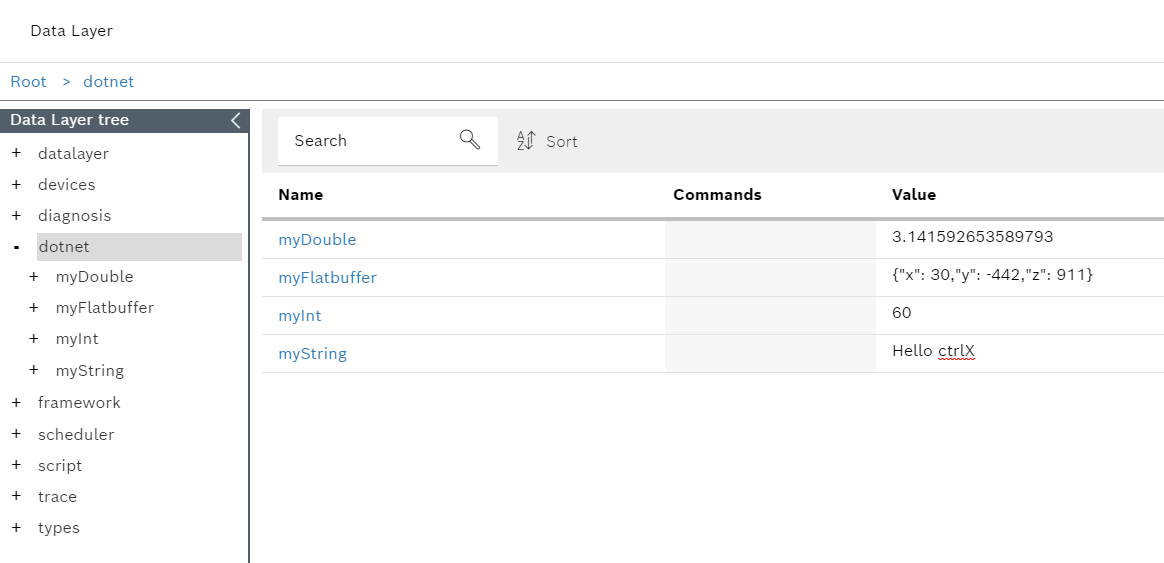 Data Layer
Root > dotnet
Data Layer tree
+ datalayer
+ devices
+ diagnosis
- dotnet
+ myDouble
+ myFlatbuffer
+ myInt
+ myString
+ framework
+ scheduler
+ script
+ trace
+ types
Search Sort
Name Commands Value
myDouble 3.141592653589793
myFlatbuffer {"x": 30,"y": -442,"z": 911}
myInt 60
myString Hello ctrlX